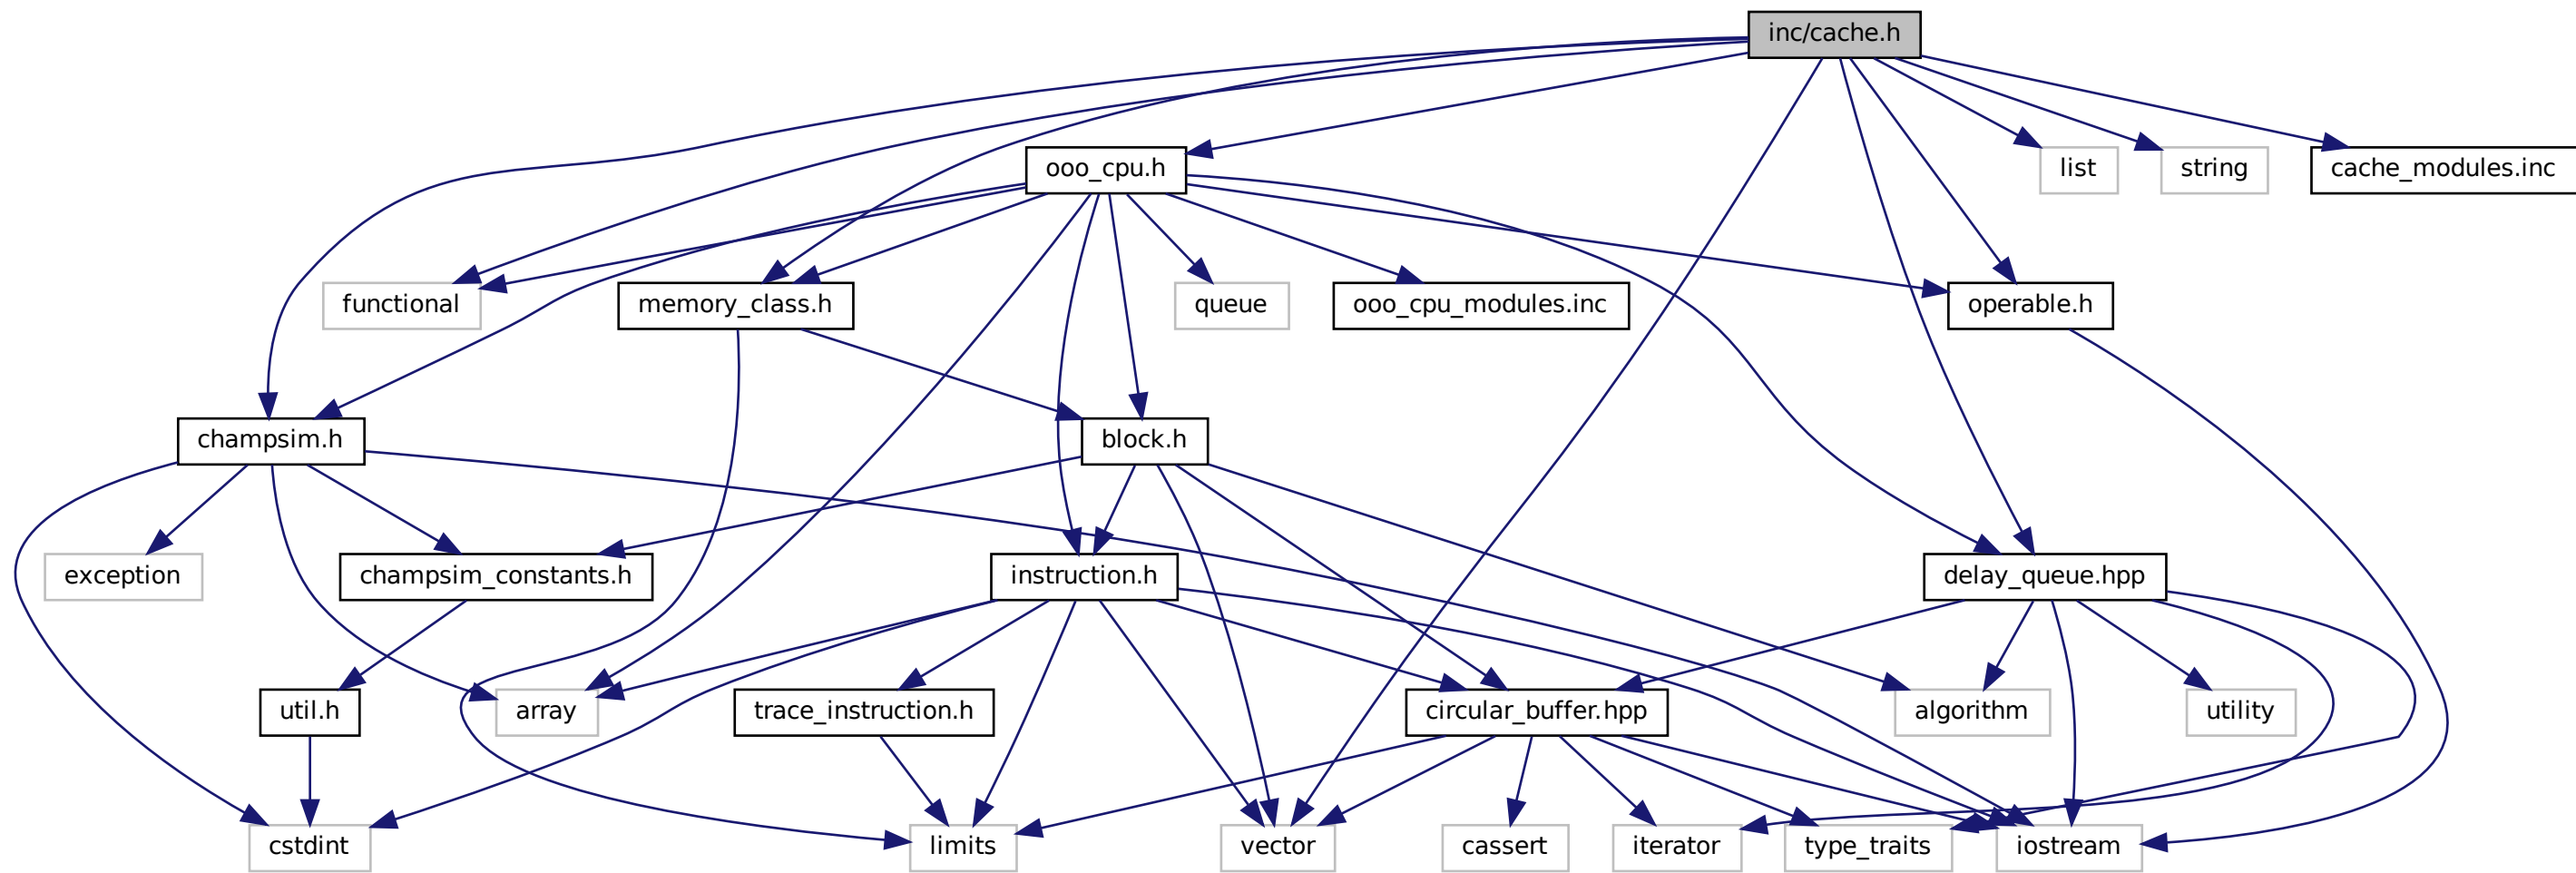 inc/cache.h
ooo_cpu.h
list
string
cache_modules.inc
functional
memory_class.h
queue
ooo_cpu_modules.inc
operable.h
champsim.h
block.h
exception
champsim_constants.h
instruction.h
delay_queue.hpp
util.h
array
trace_instruction.h
circular_buffer.hpp
algorithm
utility
cstdint
limits
vector
cassert
iterator
type_traits
iostream